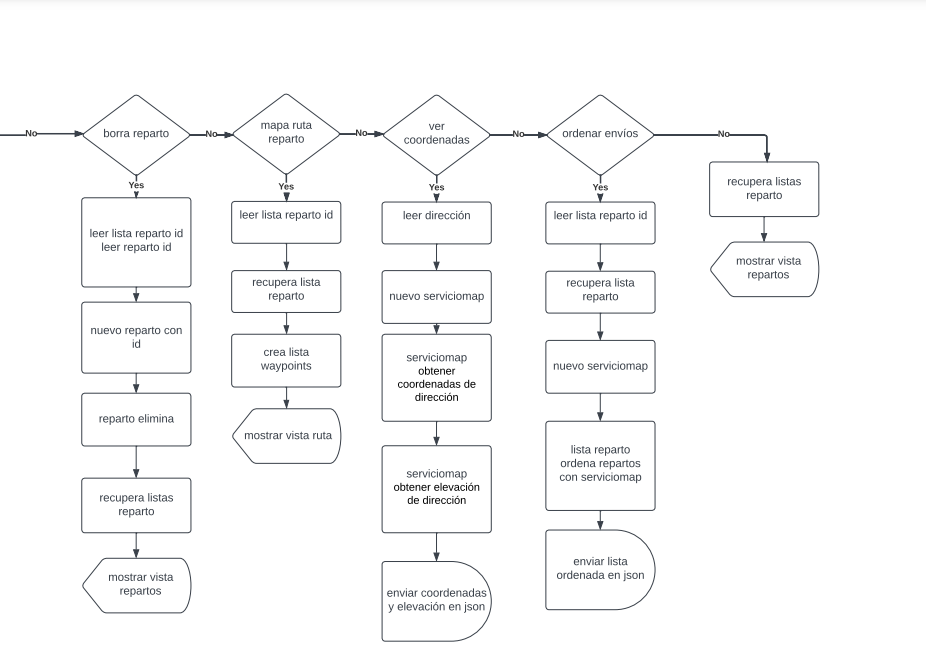 No
borra reparto
No
mapa ruta
reparto
No
ver
coordenadas
No
ordenar envíos
No
Yes
leer lista reparto id
leer reparto id
nuevo reparto con
id
reparto elimina
recupera listas
reparto
mostrar vista
repartos
Yes
leer lista reparto id
recupera lista
reparto
crea lista
waypoints
mostrar vista ruta
Yes
leer dirección
nuevo serviciomap
serviciomap
obtener
coordenadas de
dirección
serviciomap
obtener elevación
de dirección
enviar coordenadas
y elevación en json
Yes
leer lista reparto id
recupera lista
reparto
nuevo serviciomap
lista reparto
ordena repartos
con serviciomap
enviar lista
ordenada en json
recupera listas
reparto
mostrar vista
repartos